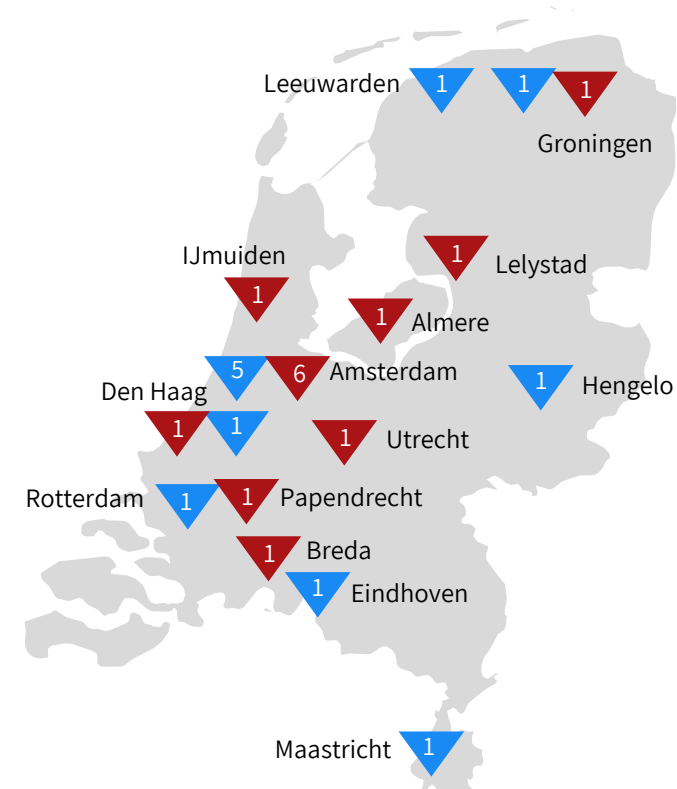 Leeuwarden 1 1 1
Groningen
1 Lelystad
IJmuiden
1
1 Almere
5 6 Amsterdam
1 Hengelo
Den Haag
1 1
1 Utrecht
Rotterdam 1 1 Papendrecht
1 Breda
1 Eindhoven
Maastricht 1